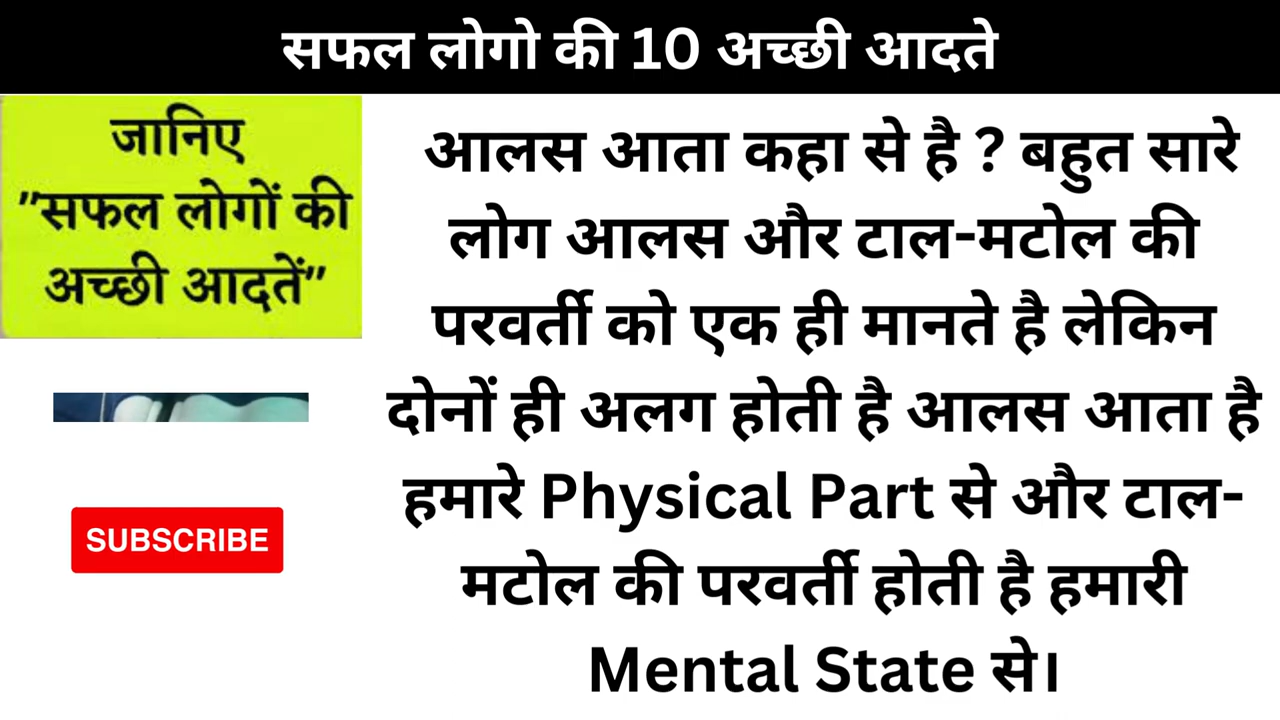 सफल लोगो की 10 अच्छी आदते
जानिए
"सफल लोगों की
अच्छी आदतें"
SUBSCRIBE
आलस आता कहा से है ? बहुत सारे
लोग आलस और टाल-मटोल की
परवर्ती को एक ही मानते है लेकिन
दोनों ही अलग होती है आलस आता है
हमारे Physical Part से और टाल-
मटोल की परवर्ती होती है हमारी
Mental State से।